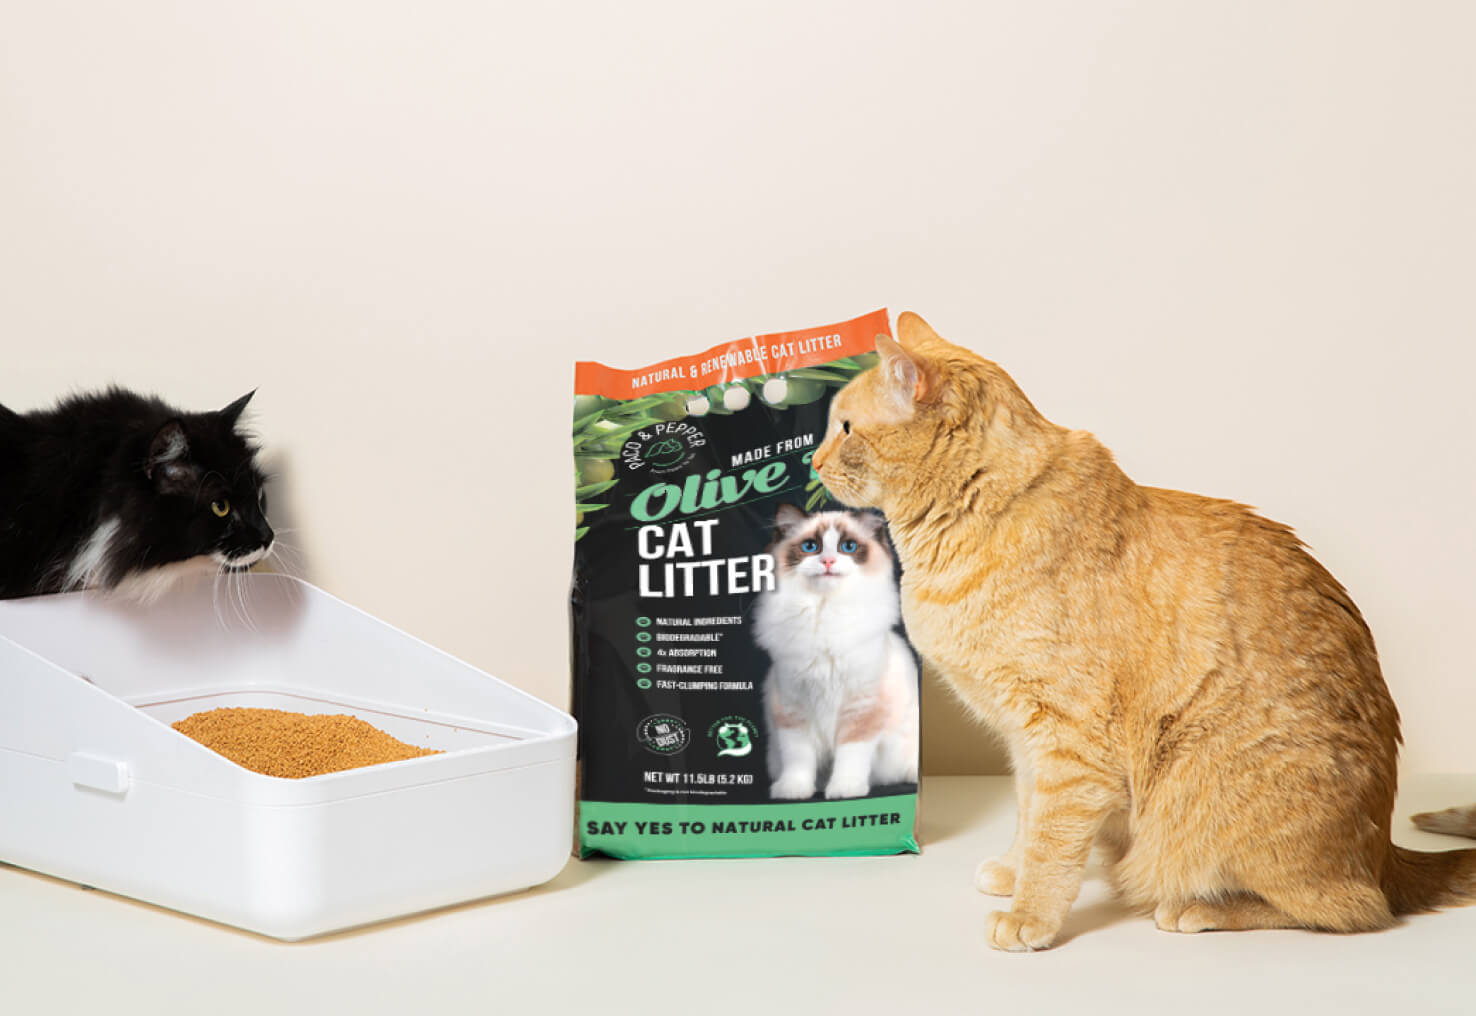 NATURAL & RENEWABLE CAT LITTER
PACO & PEPPER
MADE FROM
Olive
CAT
LITTER
NATURAL INGREDIENTS
BIODEGRADABLE*
4x ABSORPTION
FRAGRANCE FREE
FAST-CLUMPING FORMULA
NO
DUST
NET WT 11.5LB (5.2 KG)
SAY YES TO NATURAL CAT LITTER